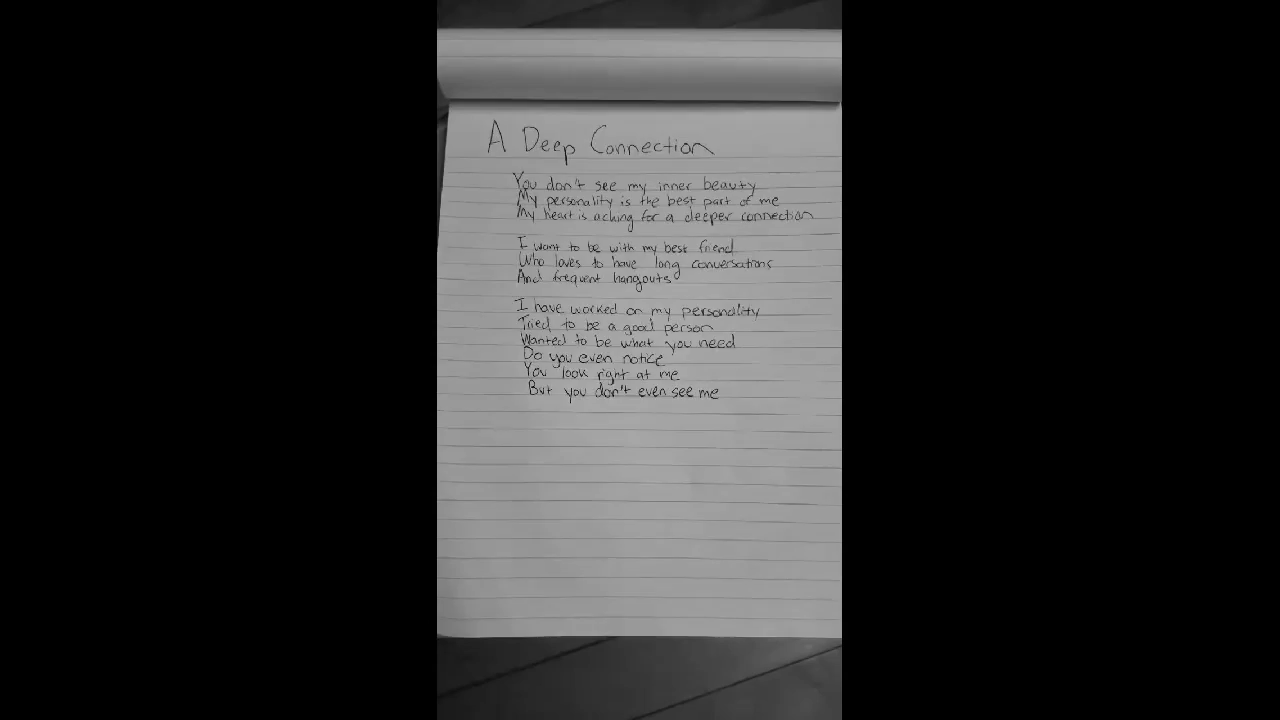 A Deep Connection
You don't see my inner beauty
My personality is the best part of me
My heart is aching for a deeper connection
I want to be with my best friend
Who loves to have long conversations
And frequent hangouts
I have worked on my personality
Tried to be a good person
Wanted to be what you need
Do you even notice
You look right at me
But you don't even see me